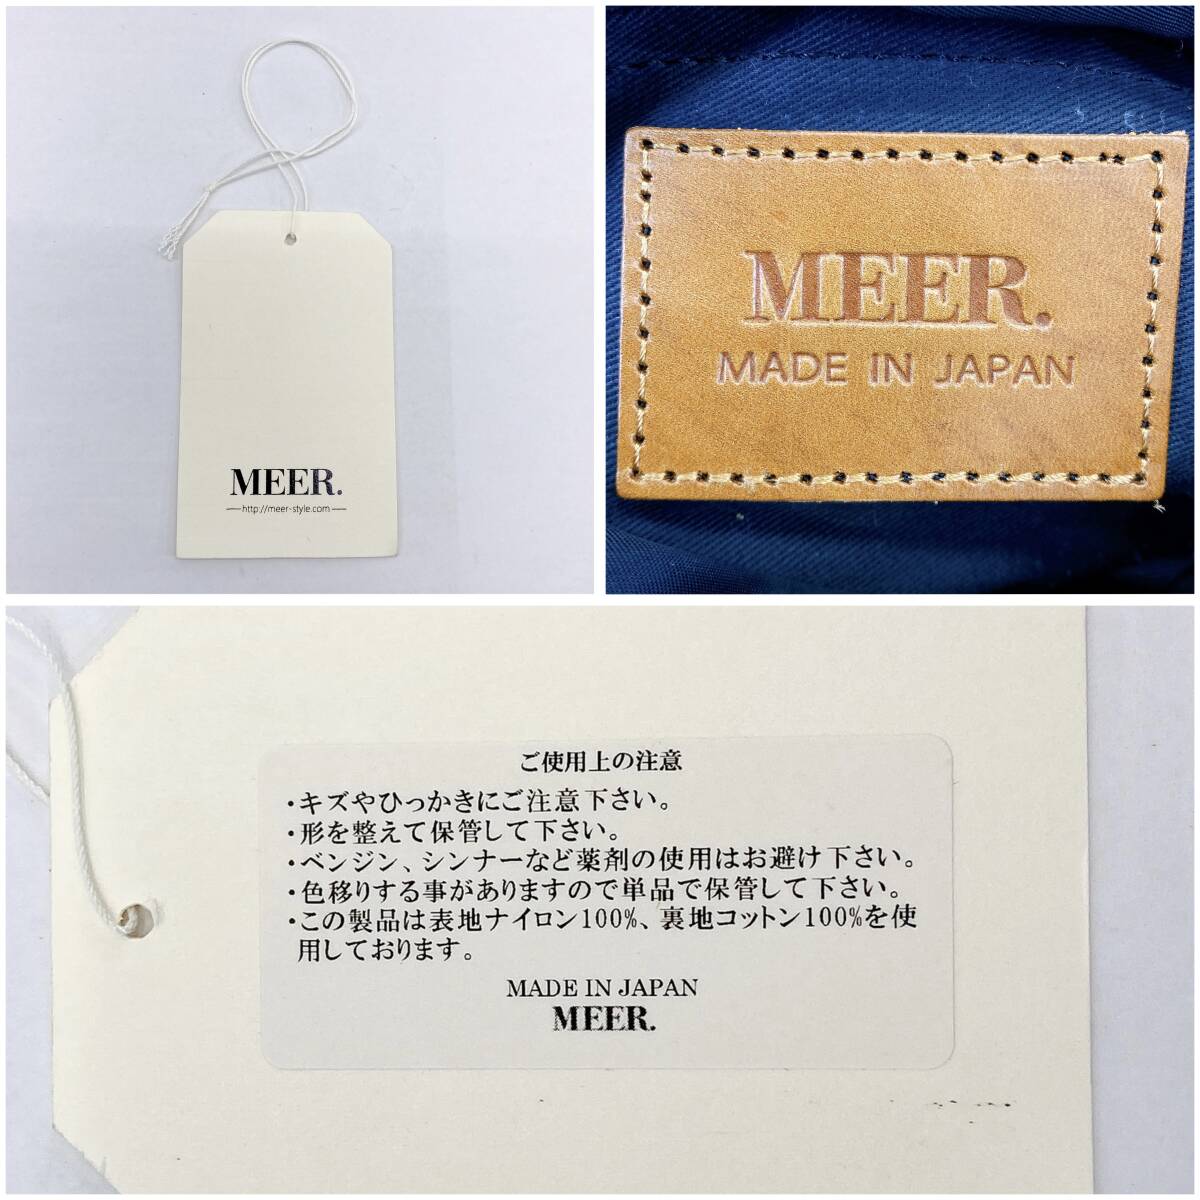 MEER.
http://meer-style.com
MEER.
MADE IN JAPAN
ご使用上の注意
・キズやひっかきにご注意下さい。
・形を整えて保管して下さい。
・ベンジン、シンナーなど薬剤の使用はお避け下さい。
・色移りする事がありますので単品で保管して下さい。
・この製品は表地ナイロン100%、裏地コットン100%を使
用しております。
MADE IN JAPAN
MEER.